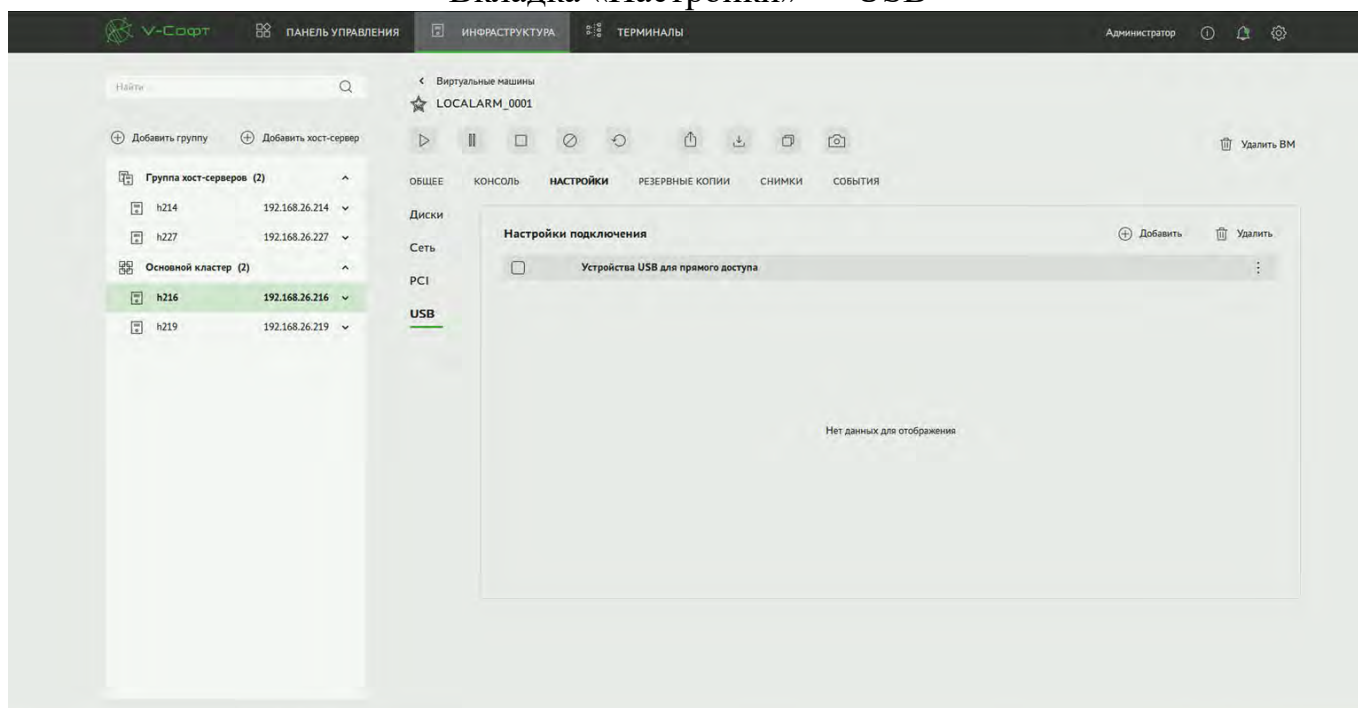 Вкладка «Настройки» — USB
V-Софт
ПАНЕЛЬ УПРАВЛЕНИЯ
ИНФРАСТРУКТУРА
ТЕРМИНАЛЫ
Администратор
Найти
Добавить группу
Добавить хост-сервер
Группа хост-серверов (2)
h214 192.168.26.214
h227 192.168.26.227
Основной кластер (2)
h216 192.168.26.216
h219 192.168.26.219
Виртуальные машины
LOCALARM_0001
Удалить ВМ
ОБЩЕЕ КОНСОЛЬ НАСТРОЙКИ РЕЗЕРВНЫЕ КОПИИ СНИМКИ СОБЫТИЯ
Диски
Сеть
PCI
USB
Настройки подключения
Добавить
Удалить
Устройства USB для прямого доступа
Нет данных для отображения